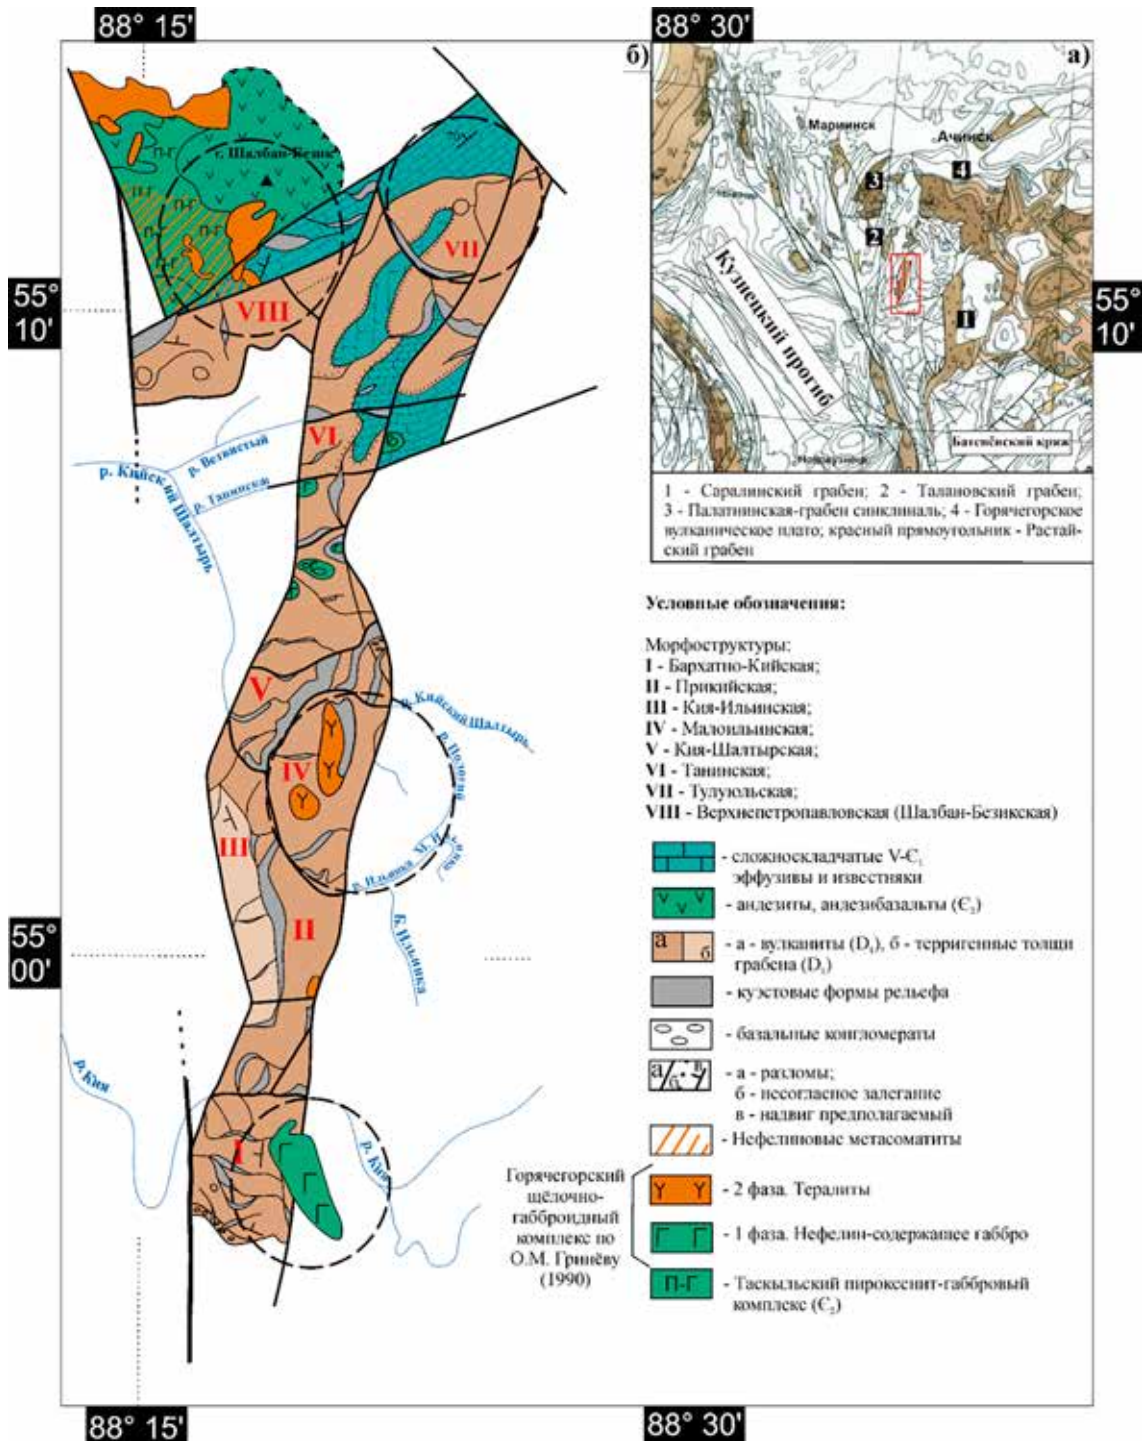 88° 15'
88° 30'
б)
а)
Мариинск
Ачинск
г. Шалбан-Безик
П-Г
П-Г
П-Г
П-Г
П-Г
П-Г
3
4
2
1
Кузнецкий прогиб
Новокузнецк
Батенёвский кряж
VII
VIII
55°
10'
55°
10'
VI
р. Ветвистый
р. Кийский Шалтырь
р. Танинска
1 - Саралинский грабен; 2 - Талановский грабен;
3 - Палатнинская-грабен синклиналь; 4 - Горячегорское
вулканическое плато; красный прямоугольник - Растай-
ский грабен
Условные обозначения:
Морфоструктуры:
I - Бархатно-Кийская;
II - Прикийская;
III - Кия-Ильинская;
IV - Малоильинская;
V - Кия-Шалтырская;
VI - Танинская;
VII - Тулуюльская;
VIII - Верхнепетропавловская (Шалбан-Безикская)
V
р. Кийский Шалтырь
р. Пологий
IV
III
р. Ильинка
М. И
Б. Ильинка
II
55°
00'
р. Кия
I
р. Кия
- сложноскладчатые V-Є₁
эффузивы и известняки
- андезиты, андезибазальты (Є₂)
а
б
- а - вулканиты (D₁), б - терригенные толщи
грабена (D₁)
- куэстовые формы рельефа
- базальные конгломераты
а
б
в
- а - разломы;
б - несогласное залегание
в - надвиг предполагаемый
- Нефелиновые метасоматиты
Горячегорский
щёлочно-
габброидный
комплекс по
О.М. Гринёву
(1990)
- 2 фаза. Тералиты
- 1 фаза. Нефелин-содержащее габбро
П-Г
- Таскыльский пироксенит-габбровый
комплекс (Є₂)
88° 15'
88° 30'